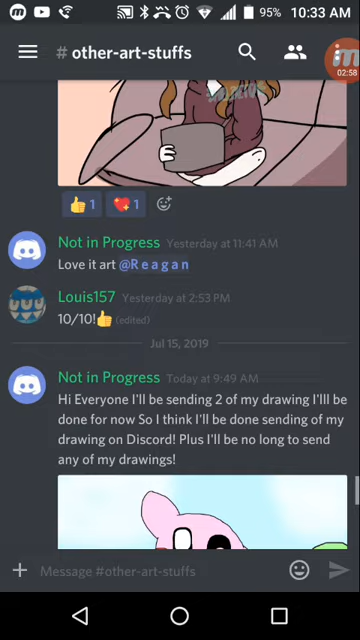 95% 10:33 AM
# other-art-stuffs
02:58
👍 1 💖 1
Not in Progress Yesterday at 11:41 AM
Love it art @R e a g a n
Louis157 Yesterday at 2:53 PM
10/10!👍 (edited)
Jul 15, 2019
Not in Progress Today at 9:49 AM
Hi Everyone I'll be sending 2 of my drawing I'lll be
done for now So I think I'll be done sending of my
drawing on Discord! Plus I'll be no long to send
any of my drawings!
Message #other-art-stuffs